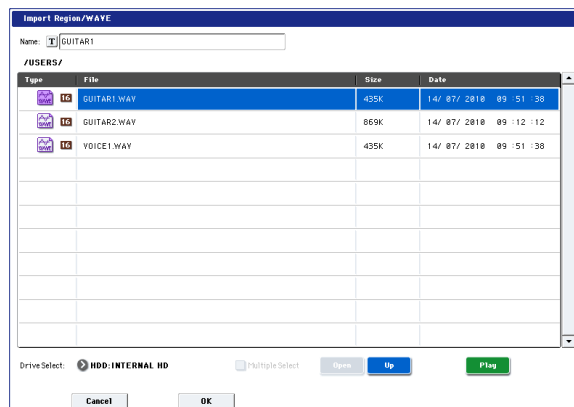 Import Region/WAVE
Name: T GUITAR1
/USERS/
Type File Size Date
WAVE 16 GUITAR1.WAV 435K 14/ 07/ 2010 09 :51 :38
WAVE 16 GUITAR2.WAV 869K 14/ 07/ 2010 09 :12 :12
WAVE 16 VOICE1.WAV 435K 14/ 07/ 2010 09 :51 :38
Drive Select: HDD:INTERNAL HD Multiple Select Open Up Play
Cancel OK